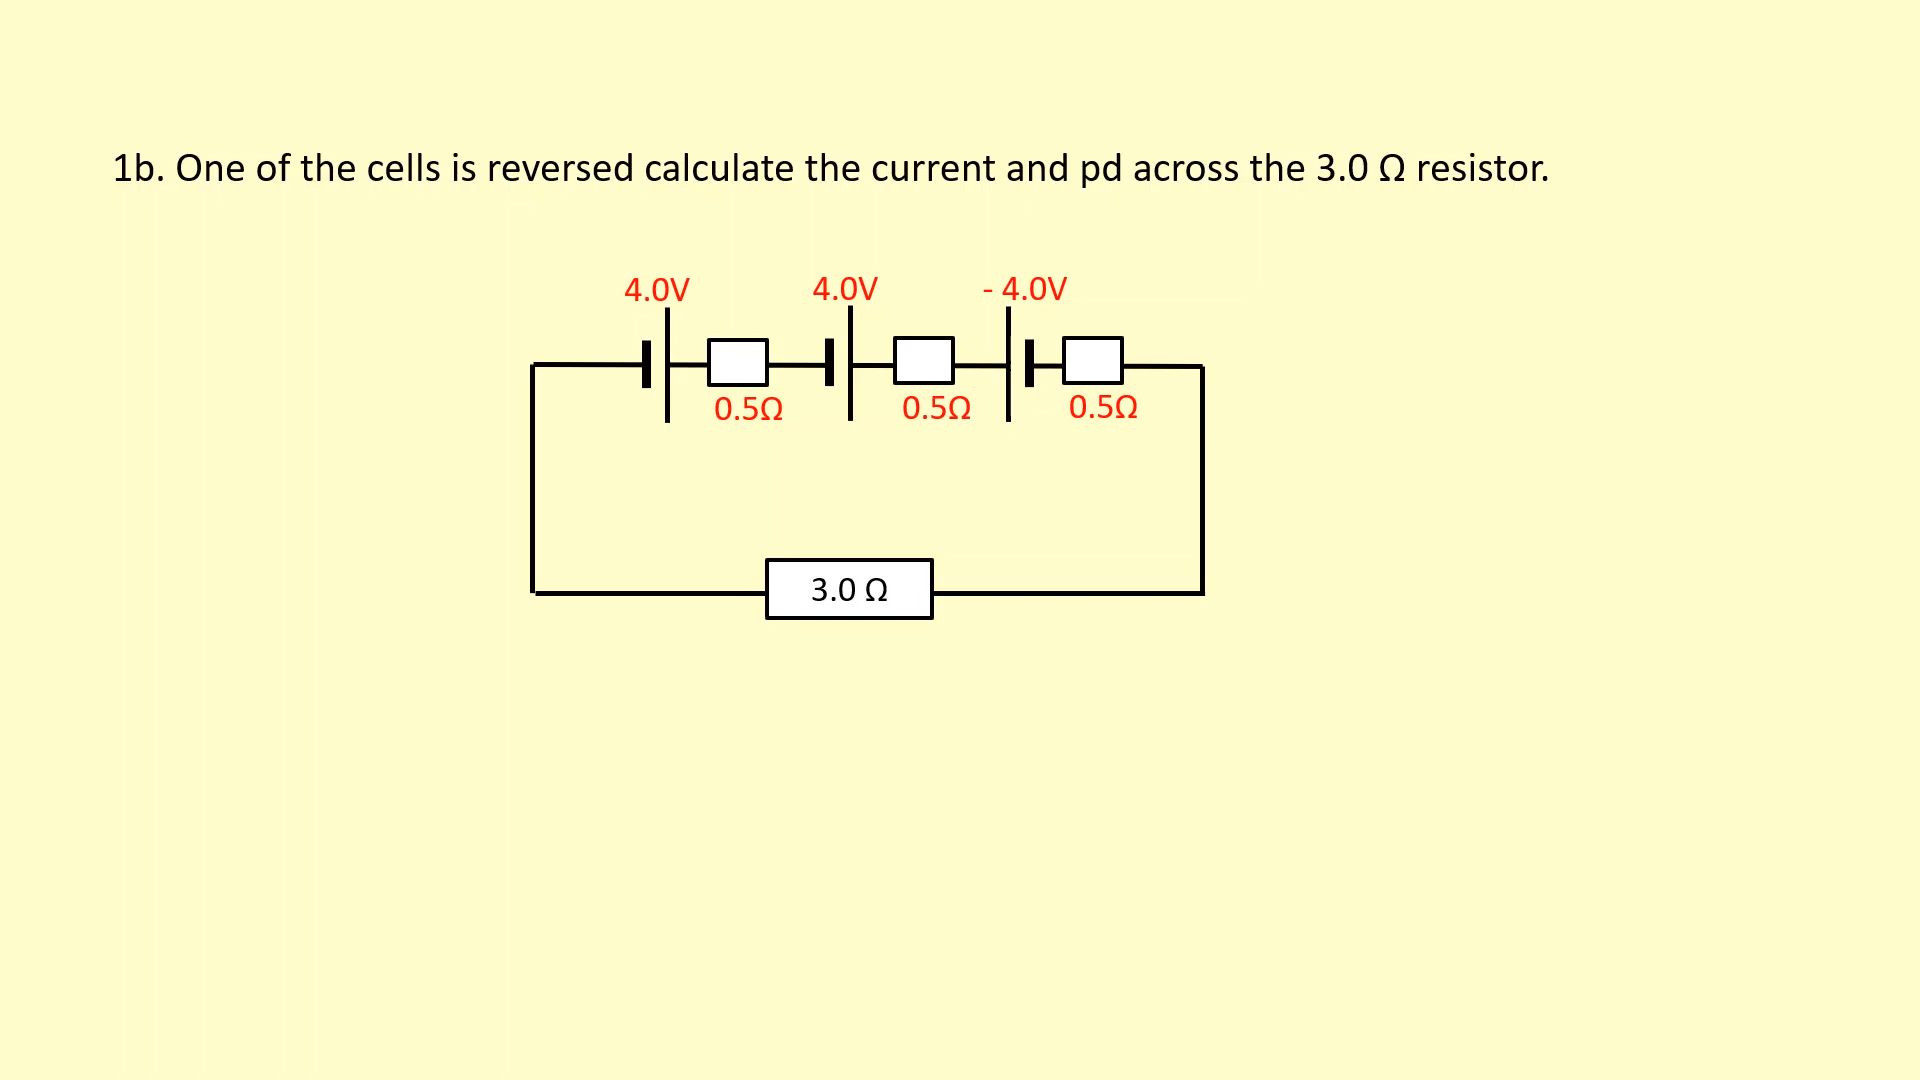 1b. One of the cells is reversed calculate the current and pd across the 3.0 Ω resistor.
4.0V 4.0V - 4.0V
0.5Ω 0.5Ω 0.5Ω
3.0 Ω